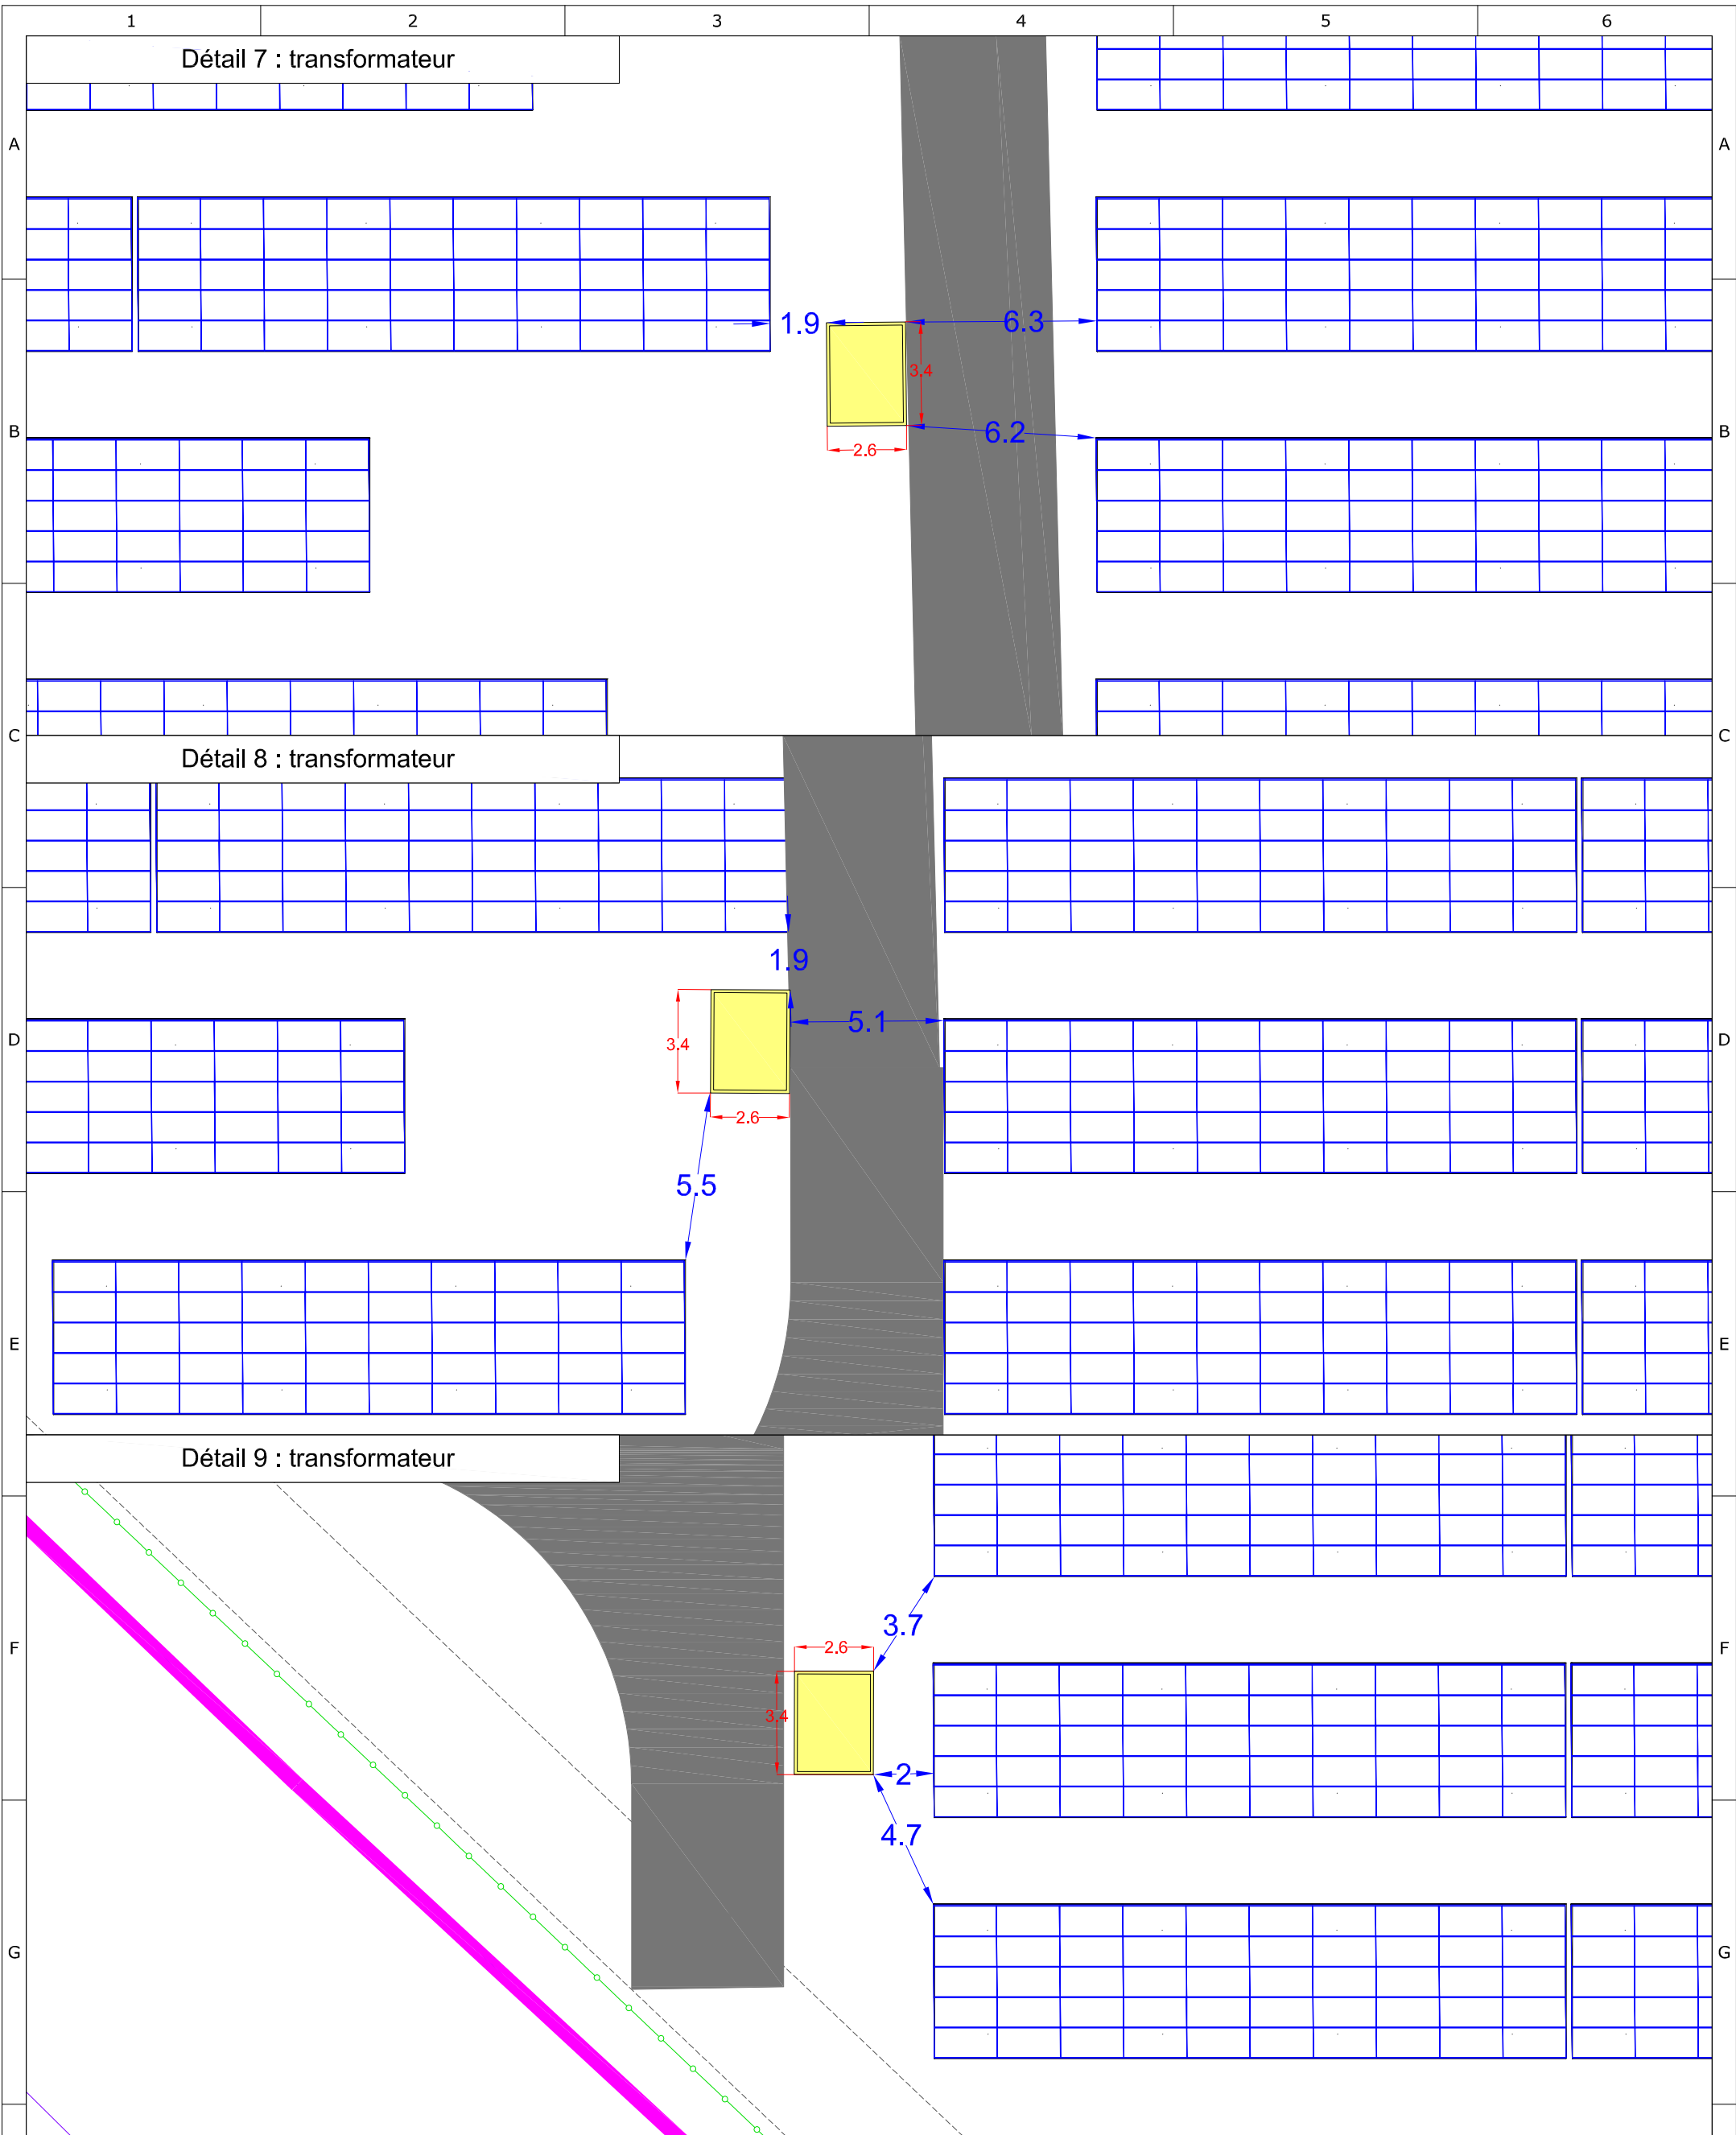 1 2 3 4 5 6
Détail 7 : transformateur
A A
1.9 6.3
3.4
B 6.2 B
2.6
C C
Détail 8 : transformateur
1.9
5.1
D 3.4 D
2.6
5.5
E E
Détail 9 : transformateur
3.7
F 2.6 F
3.4
2
4.7
G G